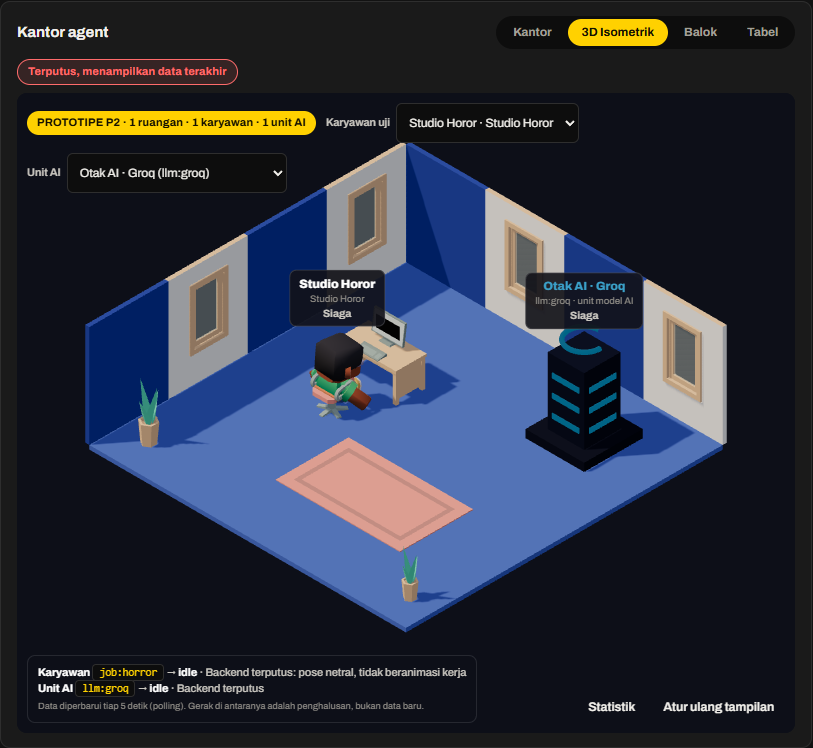 Kantor agent
Kantor 3D Isometrik Balok Tabel
Terputus, menampilkan data terakhir
PROTOTIPE P2 · 1 ruangan · 1 karyawan · 1 unit AI Karyawan uji Studio Horor · Studio Horor
Unit AI Otak AI · Groq (llm:groq)
Studio Horor
Studio Horor
Siaga
Otak AI · Groq
llm:groq · unit model AI
Siaga
Karyawan job:horror → idle · Backend terputus: pose netral, tidak beranimasi kerja
Unit AI llm:groq → idle · Backend terputus
Data diperbarui tiap 5 detik (polling). Gerak di antaranya adalah penghalusan, bukan data baru.
Statistik Atur ulang tampilan